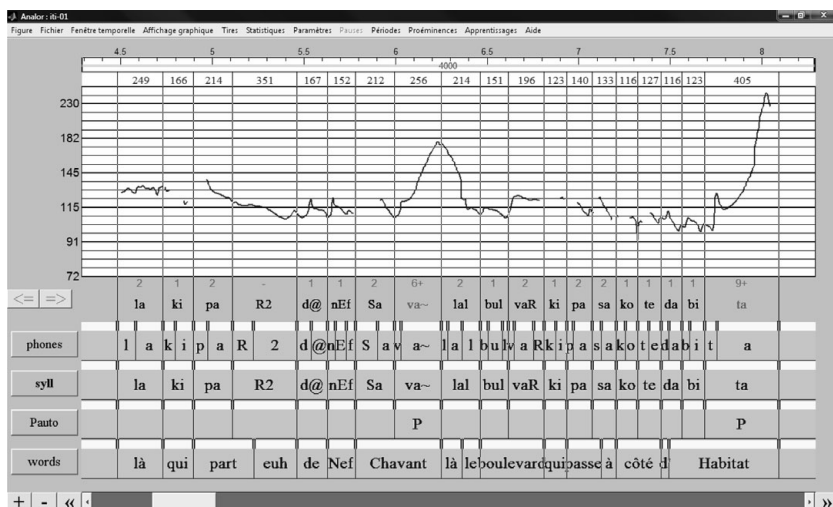 Analor : iti-01
Figure Fichier Fenêtre temporelle Affichage graphique Tires Statistiques Paramètres Pauses Périodes Proéminences Apprentissages Aide
4.5 5 5.5 6 6.5 7 7.5 8
4000
249 166 214 351 167 152 212 256 214 151 196 123 140 133 116 127 116 123 405
230
182
145
115
91
72
2 1 2 - 1 1 2 6+ 2 1 2 1 2 2 1 1 1 1 9+
<= => la ki pa R2 d@ nEf Sa va~ lal bul vaR ki pa sa ko te da bi ta
phones l a k i p a R 2 d @ n E f S a v a~ l a l b u l v a R k i p a s a k o t e d a b i t a
syll la ki pa R2 d@ nEf Sa va~ lal bul vaR ki pa sa ko te da bi ta
Pauto P P
words là qui part euh de Nef Chavant là le boulevard qui passe à côté d' Habitat
+ - « »